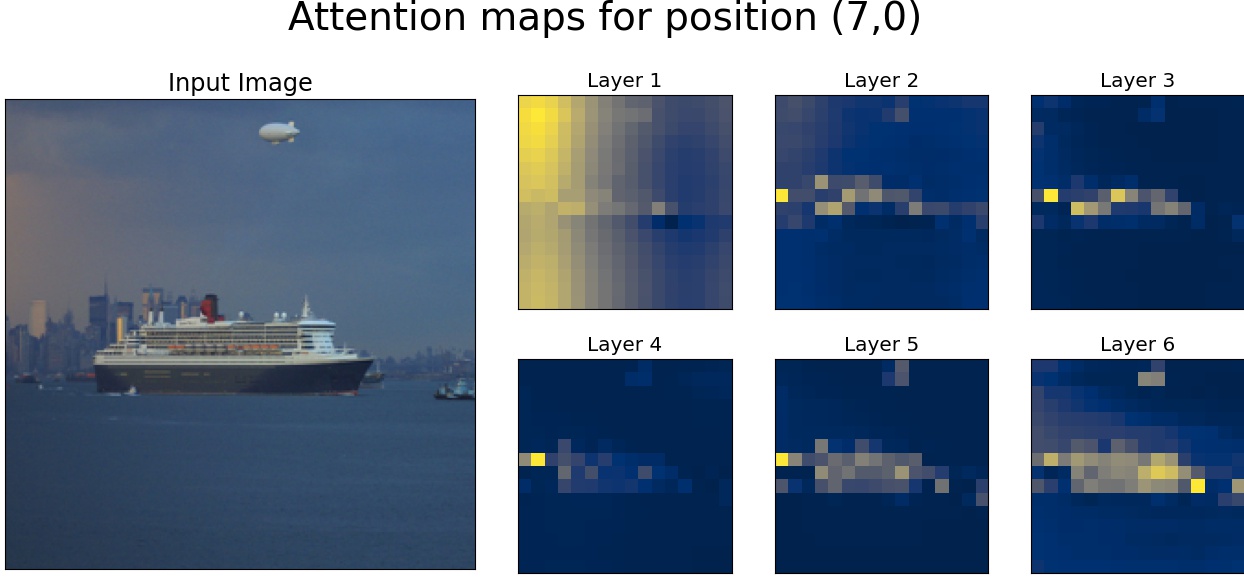 Attention maps for position (7,0)
Input Image
Layer 1
Layer 2
Layer 3
Layer 4
Layer 5
Layer 6